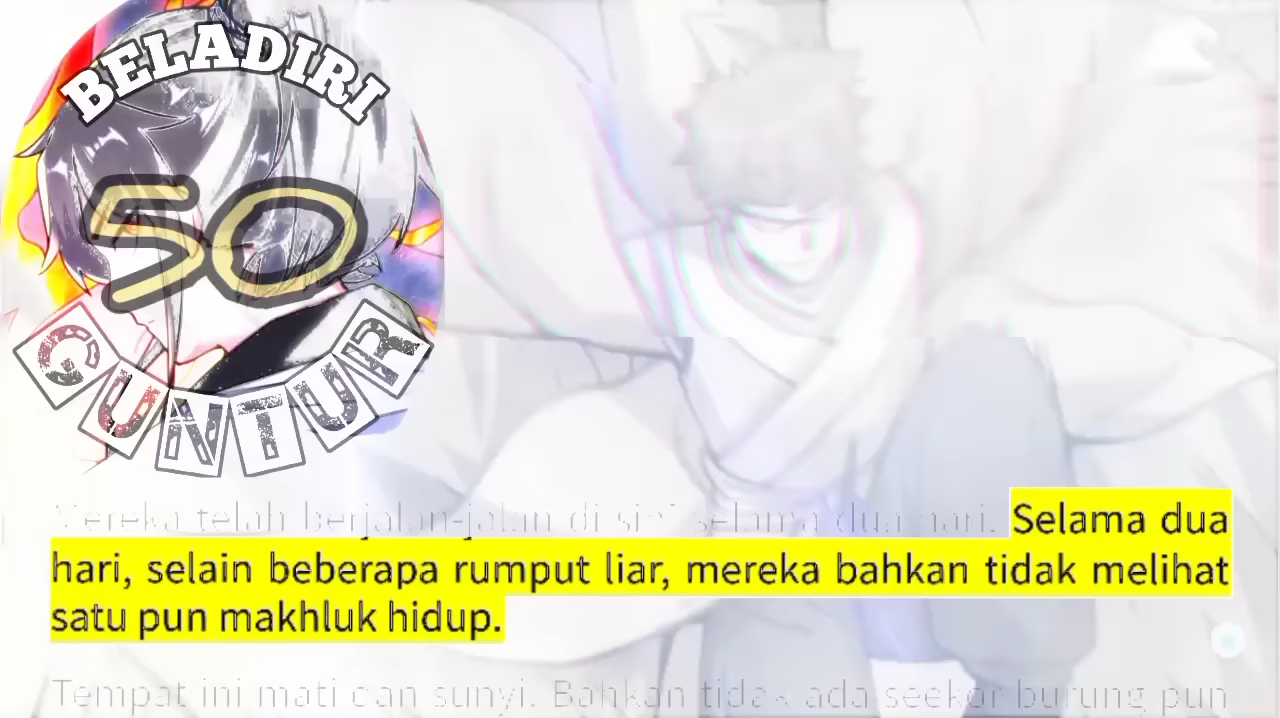 BELADIRI
50
GUNTUR
Mereka telah berjalan-jalan di sini selama dua hari. Selama dua
hari, selain beberapa rumput liar, mereka bahkan tidak melihat
satu pun makhluk hidup.
Tempat ini mati dan sunyi. Bahkan tidak ada seekor burung pun